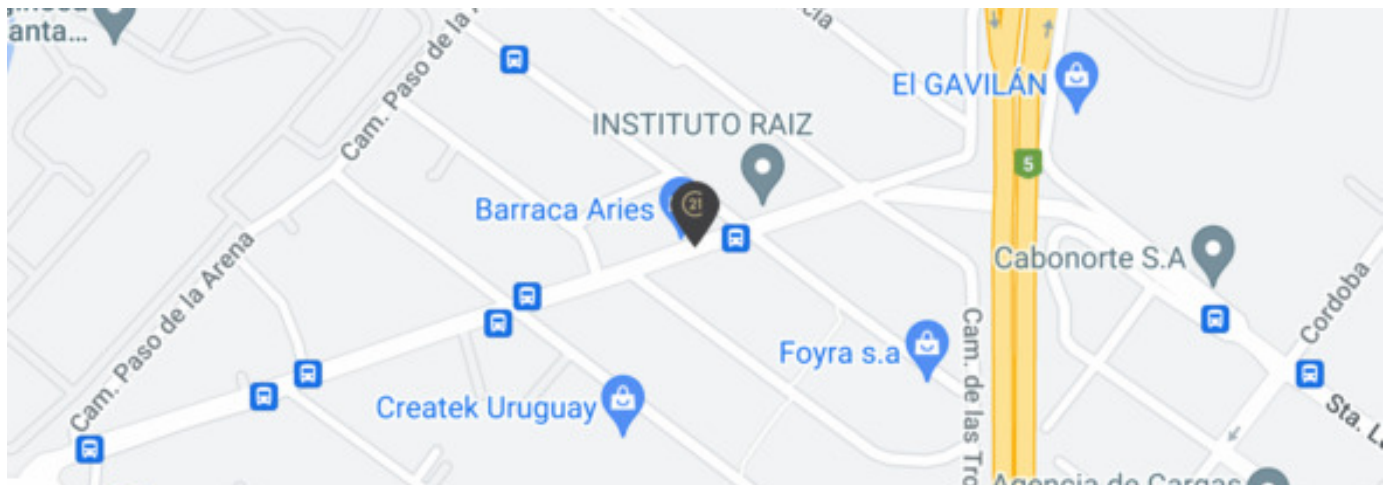 anta...
Cam. Paso de la
El GAVILÁN
INSTITUTO RAIZ
5
Barraca Aries
21
Cabonorte S.A
Cam. Paso de la Arena
Cordoba
Foyra s.a
Createk Uruguay
Cam. de las Tro
Sta. Lu
Agencia de Cargas